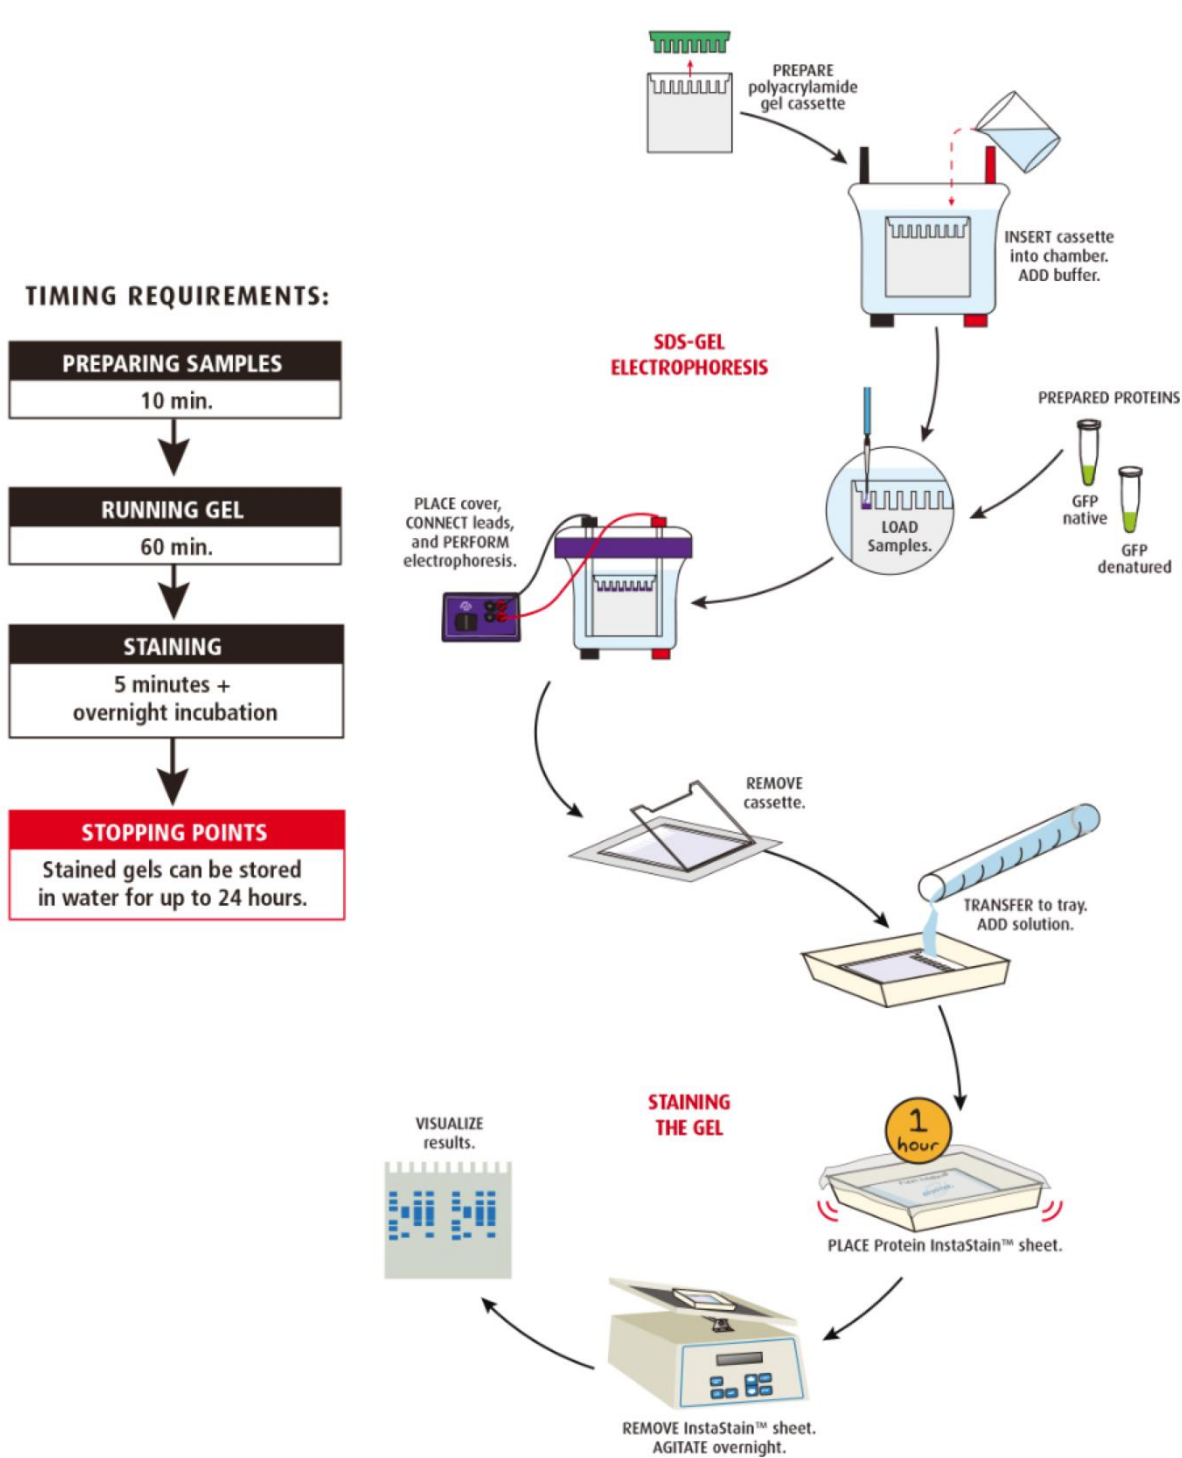 TIMING REQUIREMENTS:
PREPARING SAMPLES
10 min.
RUNNING GEL
60 min.
STAINING
5 minutes +
overnight incubation
STOPPING POINTS
Stained gels can be stored
in water for up to 24 hours.
PREPARE
polyacrylamide
gel cassette
INSERT cassette
into chamber.
ADD buffer.
SDS-GEL
ELECTROPHORESIS
PREPARED PROTEINS
GFP
native
GFP
denatured
LOAD
Samples.
PLACE cover,
CONNECT leads,
and PERFORM
electrophoresis.
REMOVE
cassette.
TRANSFER to tray.
ADD solution.
STAINING
THE GEL
1
hour
PLACE Protein InstaStain™ sheet.
REMOVE InstaStain™ sheet.
AGITATE overnight.
VISUALIZE
results.